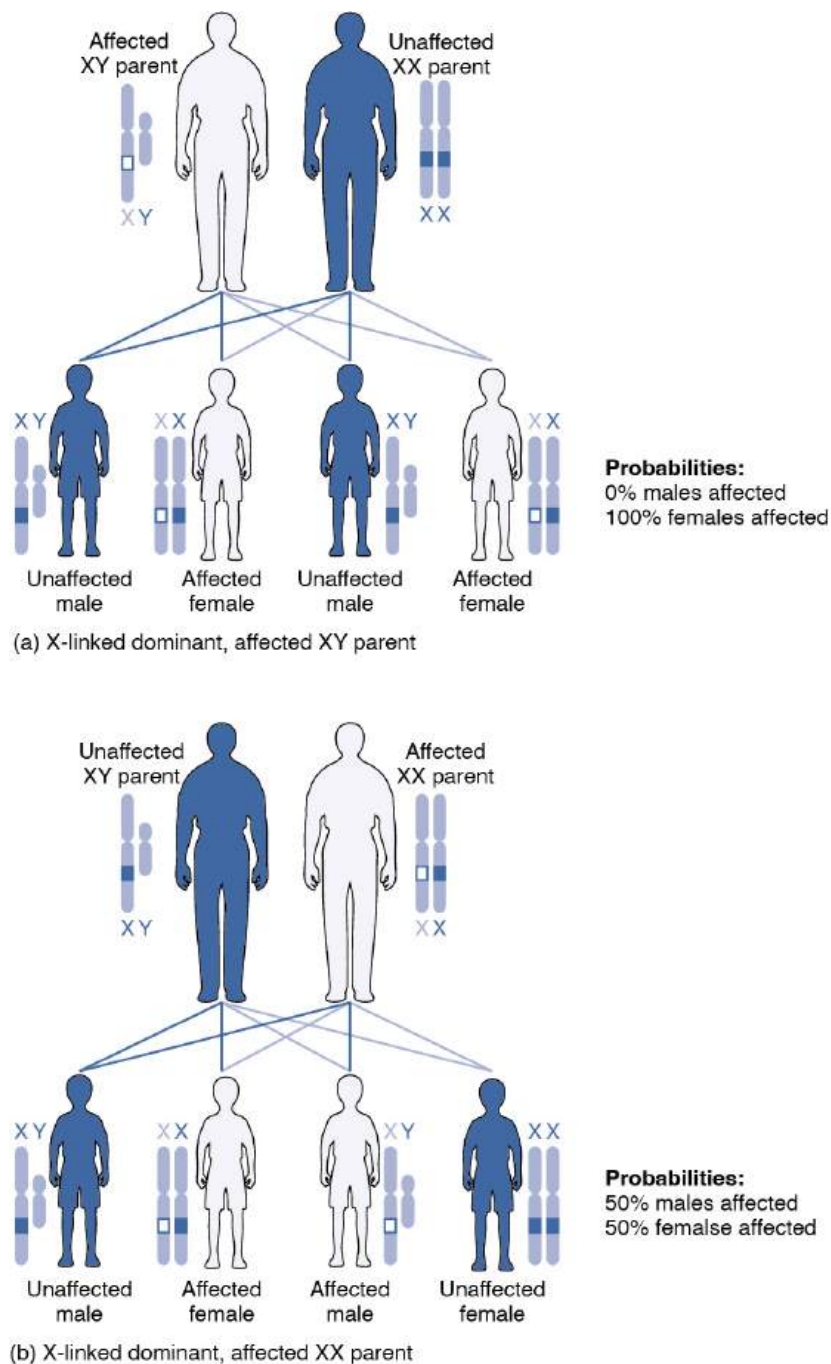 Affected
XY parent
Unaffected
XX parent
X Y
X X
X Y
X X
X Y
X X
Probabilities:
0% males affected
100% females affected
Unaffected
male
Affected
female
Unaffected
male
Affected
female
(a) X-linked dominant, affected XY parent
Unaffected
XY parent
Affected
XX parent
X Y
X X
X Y
X X
X Y
X X
Probabilities:
50% males affected
50% femalse affected
Unaffected
male
Affected
female
Affected
male
Unaffected
female
(b) X-linked dominant, affected XX parent